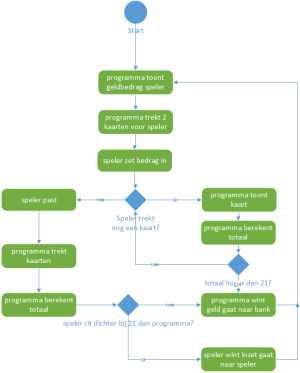 Start
programma toont
geldbedrag speler
programma trekt 2
kaarten voor speler
speler zet bedrag in
speler past
nee
ja
programma toont
kaart
Speler trekt
nog een kaart?
programma berekent
totaal
programma trekt
kaarten
nee
totaal hoger dan 21?
programma berekent
totaal
nee
programma wint
geld gaat naar bank
speler zit dichter bij 21 dan programma?
ja
speler wint inzet gaat
naar speler